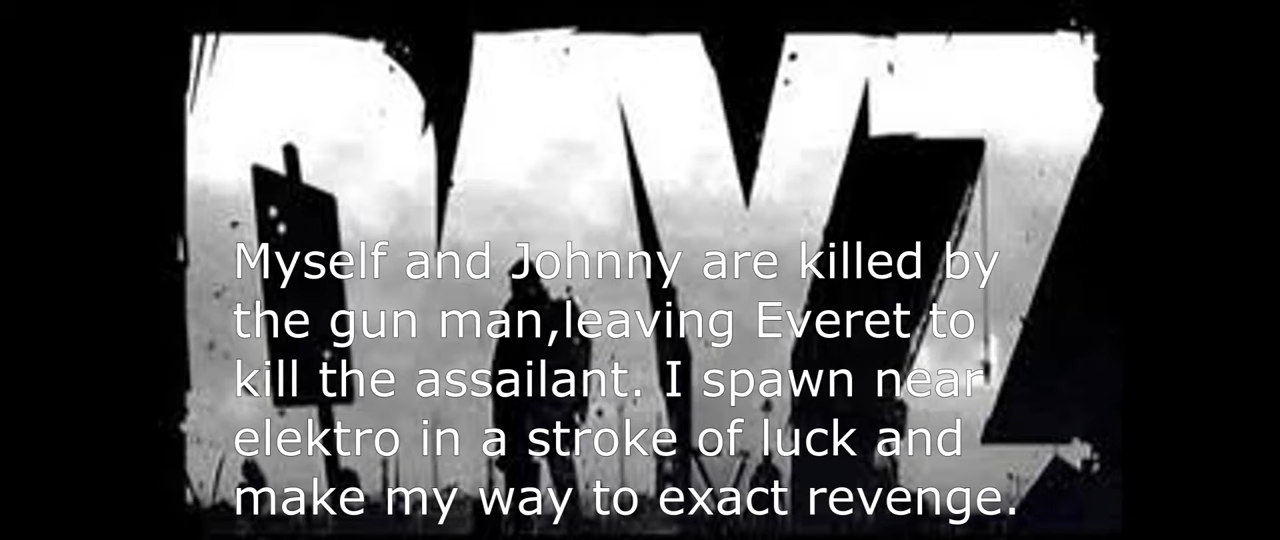 DAYZ
Myself and Johnny are killed by
the gun man,leaving Everet to
kill the assailant. I spawn near
elektro in a stroke of luck and
make my way to exact revenge.